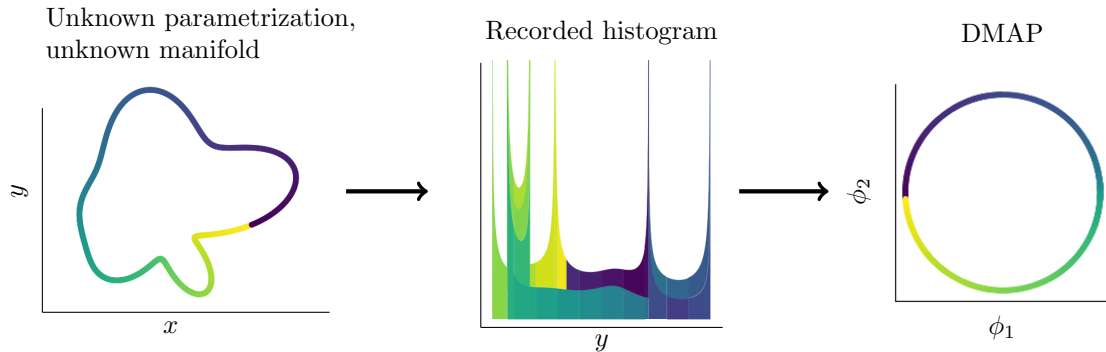 Unknown parametrization,
unknown manifold
Recorded histogram
DMAP
y
x
y
ϕ2
ϕ1